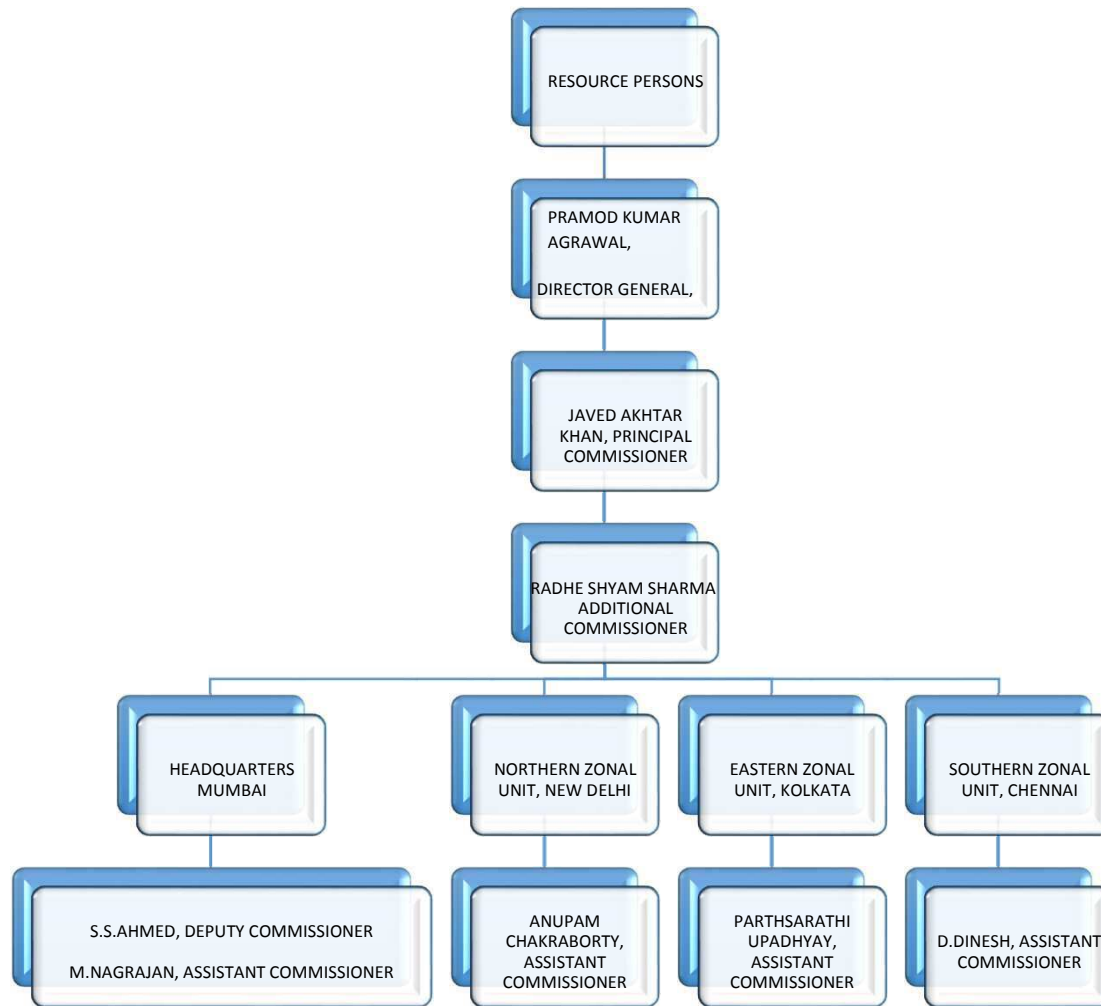 RESOURCE PERSONS
PRAMOD KUMAR
AGRAWAL,
DIRECTOR GENERAL,
JAVED AKHTAR
KHAN, PRINCIPAL
COMMISSIONER
RADHE SHYAM SHARMA
ADDITIONAL
COMMISSIONER
HEADQUARTERS
MUMBAI
NORTHERN ZONAL
UNIT, NEW DELHI
EASTERN ZONAL
UNIT, KOLKATA
SOUTHERN ZONAL
UNIT, CHENNAI
S.S.AHMED, DEPUTY COMMISSIONER
M.NAGRAJAN, ASSISTANT COMMISSIONER
ANUPAM
CHAKRABORTY,
ASSISTANT
COMMISSIONER
PARTHSARATHI
UPADHYAY,
ASSISTANT
COMMISSIONER
D.DINESH, ASSISTANT
COMMISSIONER